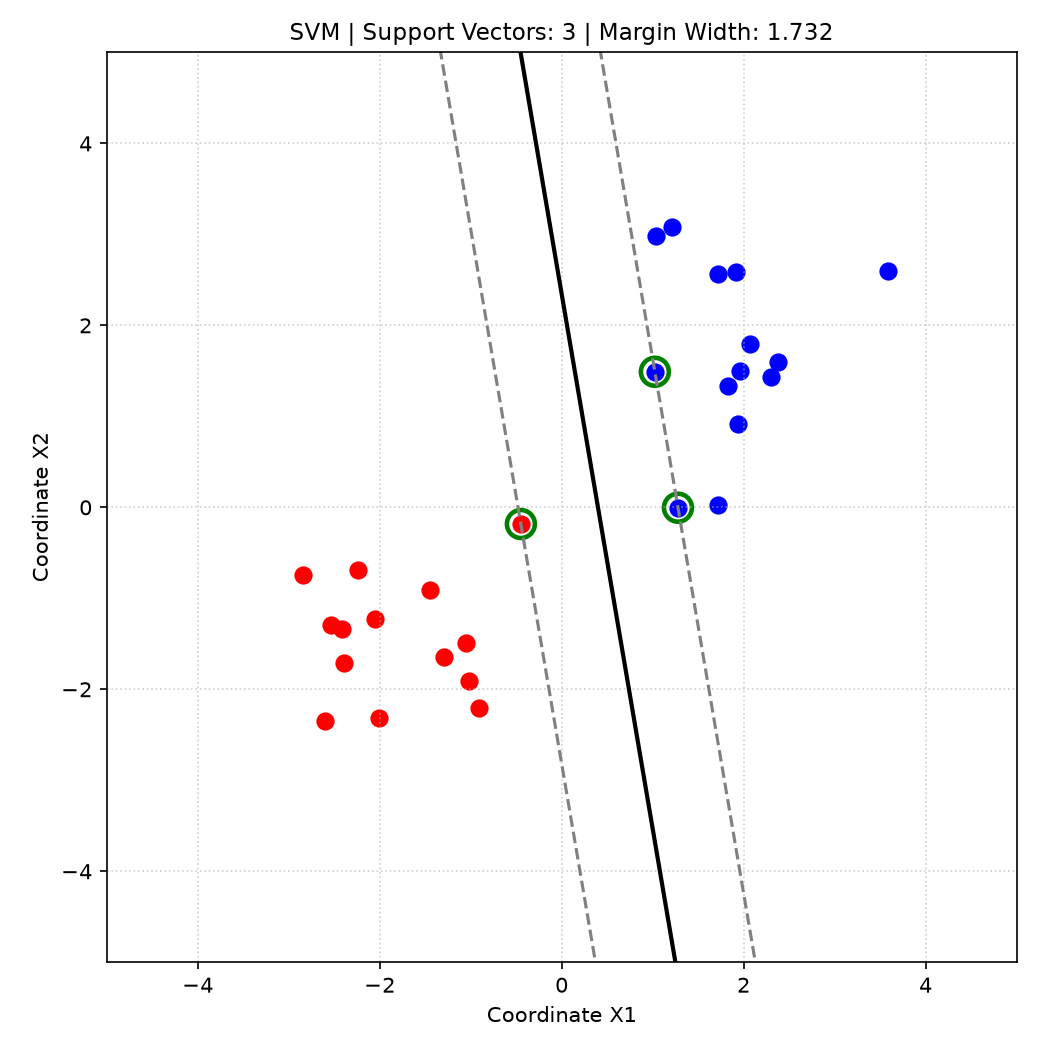 SVM | Support Vectors: 3 | Margin Width: 1.732
4
2
0
−2
−4
Coordinate X2
−4 −2 0 2 4
Coordinate X1